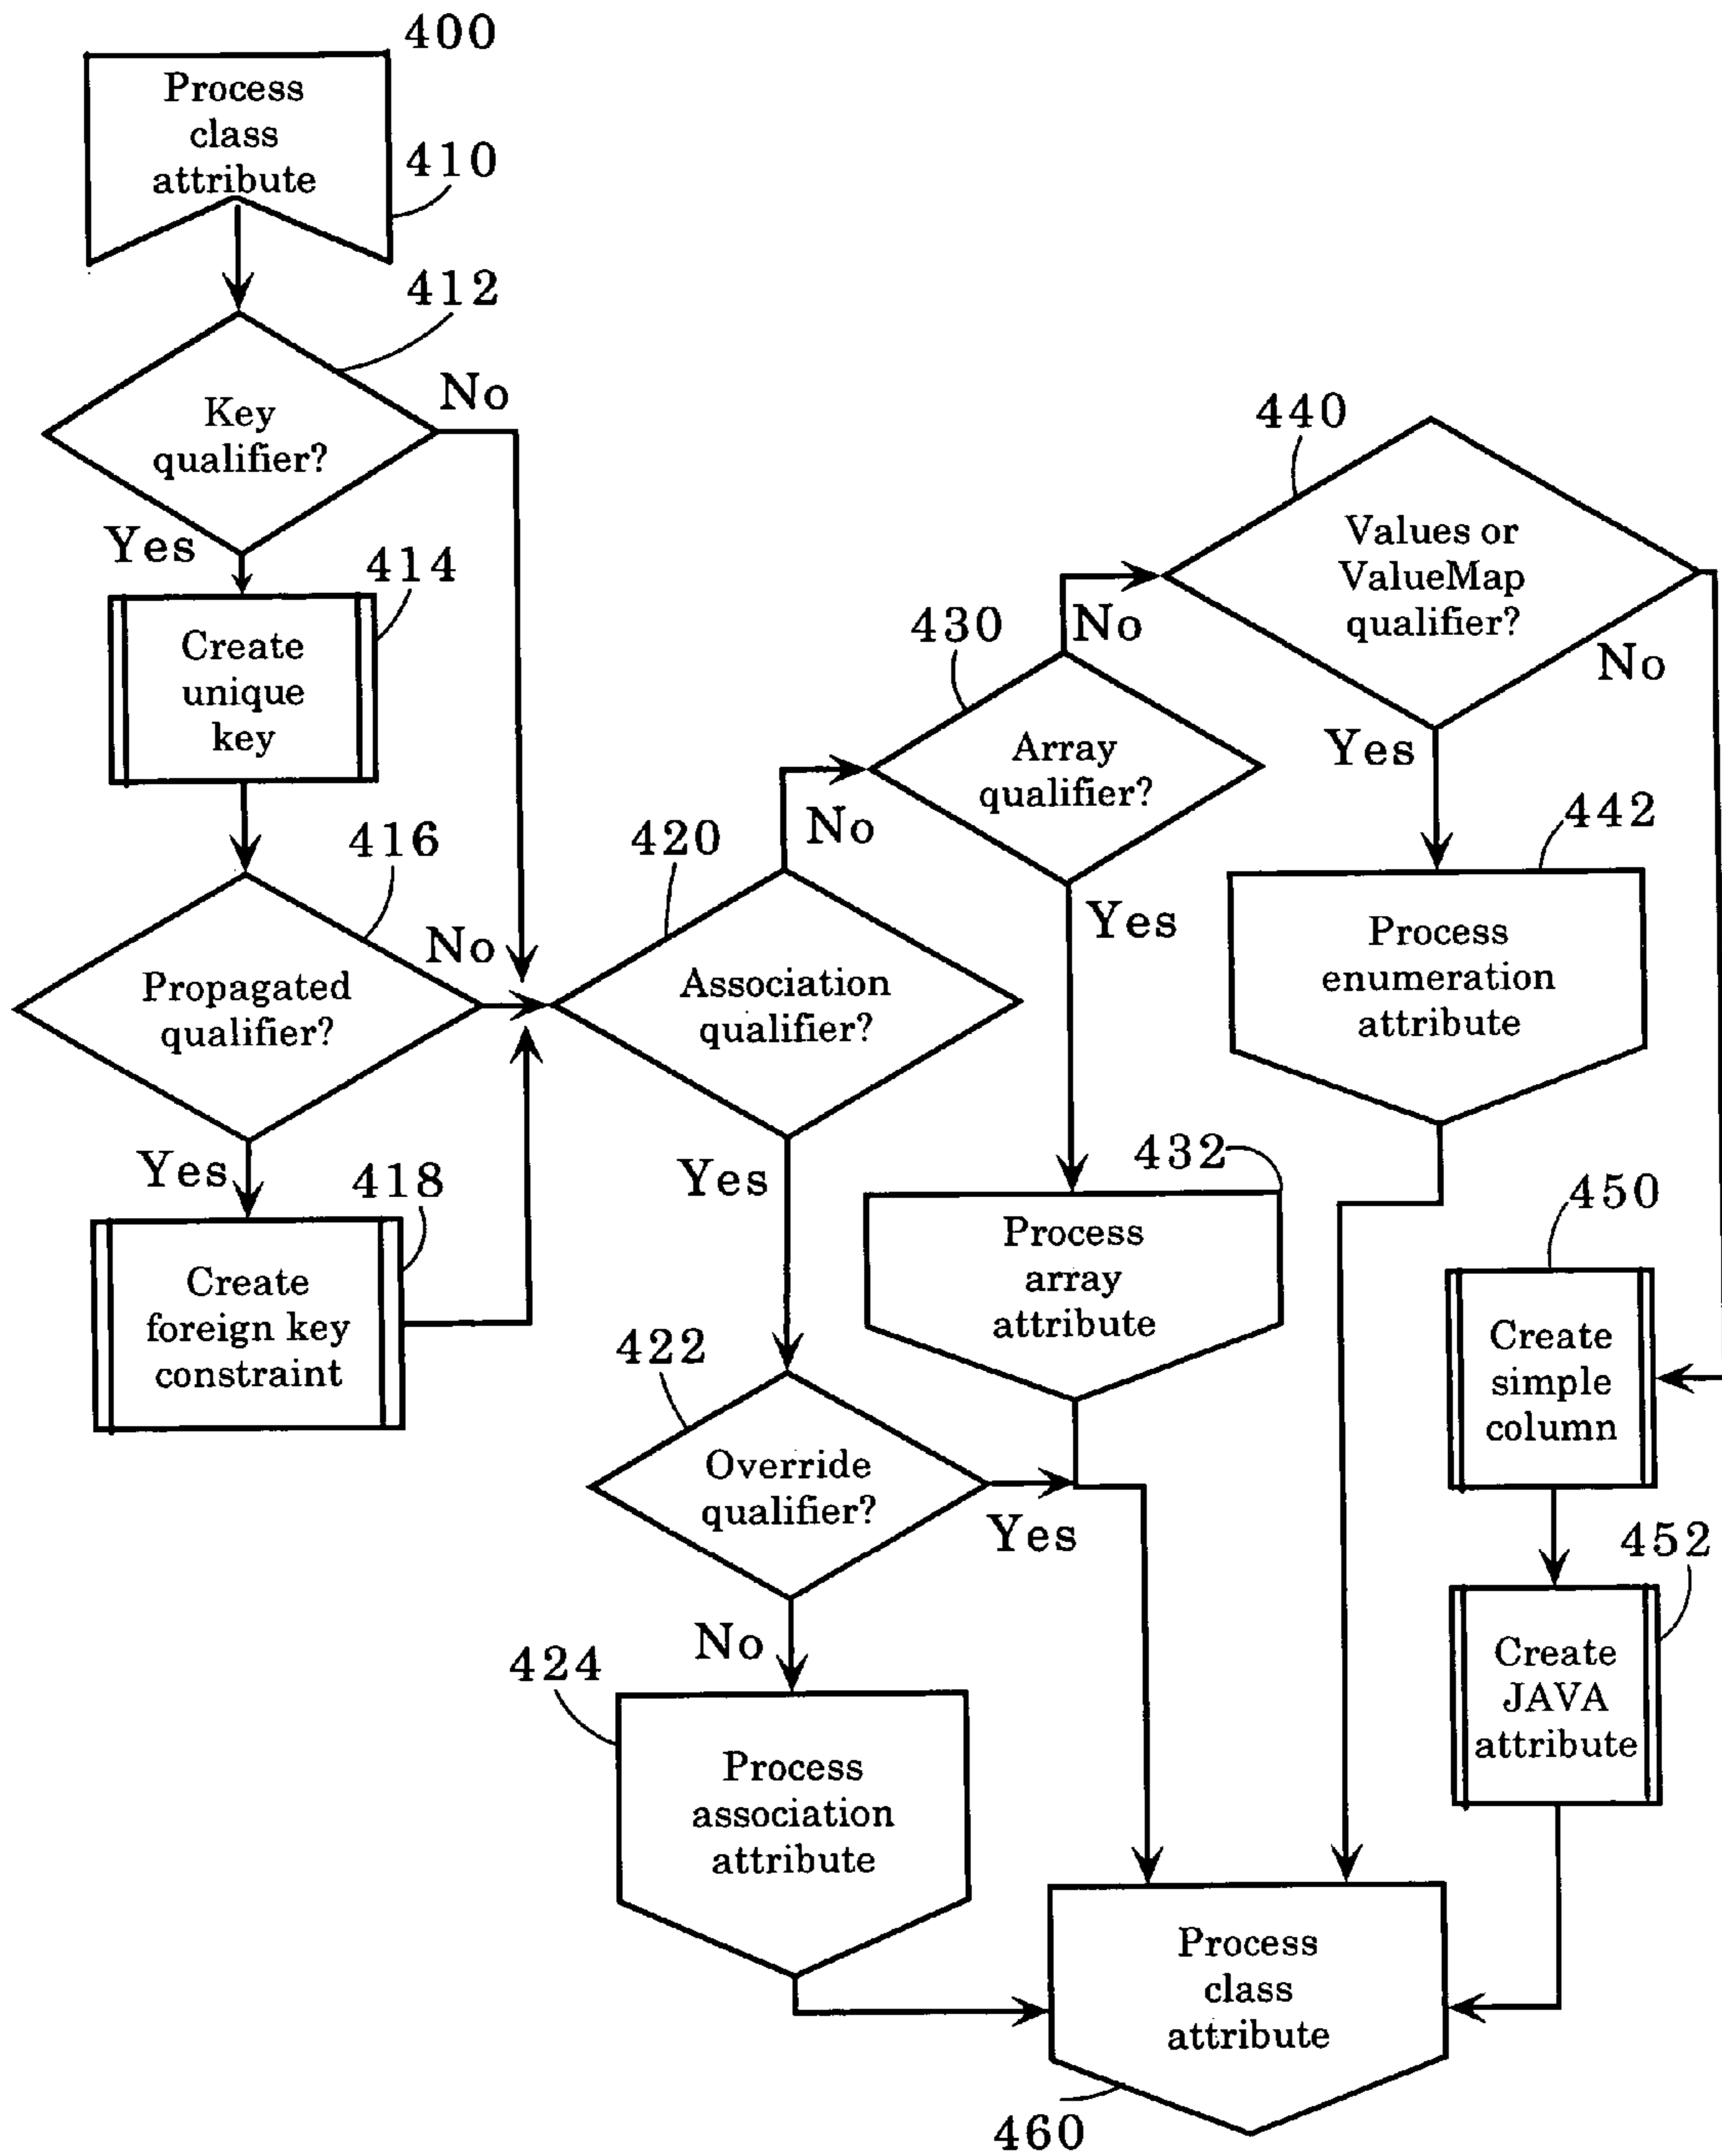 400
Process
class
attribute
410
412
Key
qualifier?
No
Yes
414
Create
unique
key
416
Propagated
qualifier?
No
Yes
418
Create
foreign key
constraint
420
Association
qualifier?
No
Yes
422
Override
qualifier?
Yes
No
424
Process
association
attribute
430
Array
qualifier?
No
Yes
432
Process
array
attribute
440
Values or
ValueMap
qualifier?
No
Yes
442
Process
enumeration
attribute
450
Create
simple
column
452
Create
JAVA
attribute
Process
class
attribute
460